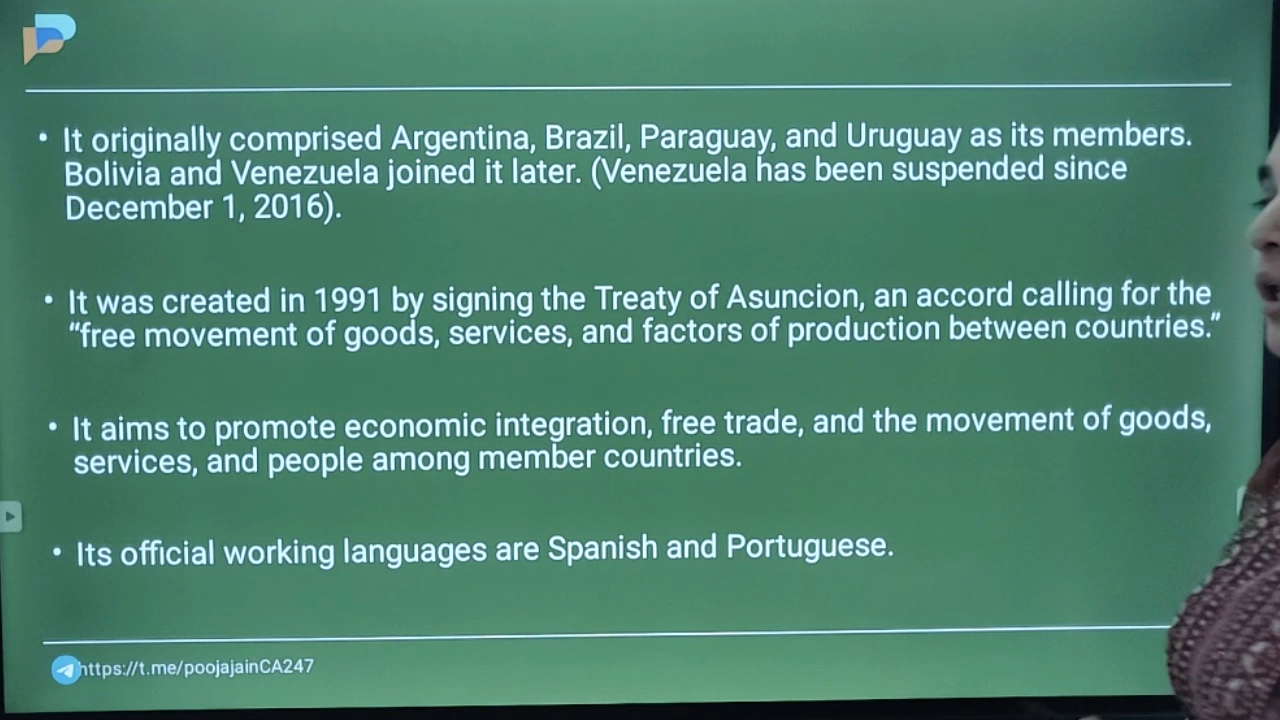 • It originally comprised Argentina, Brazil, Paraguay, and Uruguay as its members.
Bolivia and Venezuela joined it later. (Venezuela has been suspended since
December 1, 2016).
• It was created in 1991 by signing the Treaty of Asuncion, an accord calling for the
“free movement of goods, services, and factors of production between countries.”
• It aims to promote economic integration, free trade, and the movement of goods,
services, and people among member countries.
• Its official working languages are Spanish and Portuguese.
https://t.me/poojajainCA247